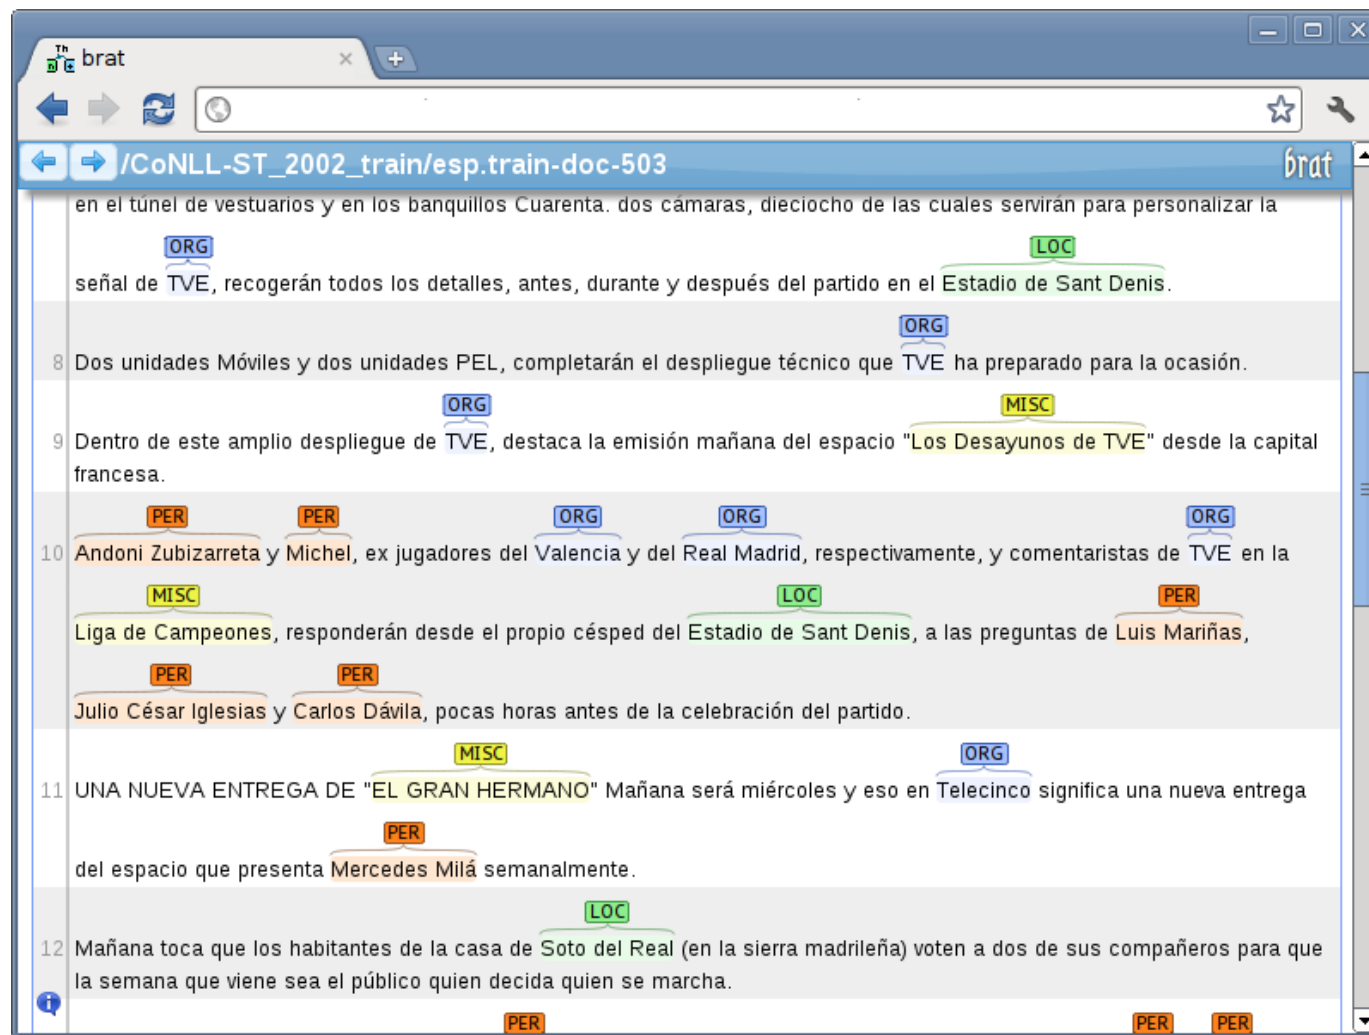 brat
/CoNLL-ST_2002_train/esp.train-doc-503 brat
en el túnel de vestuarios y en los banquillos Cuarenta. dos cámaras, dieciocho de las cuales servirán para personalizar la
ORG LOC
señal de TVE, recogerán todos los detalles, antes, durante y después del partido en el Estadio de Sant Denis.
ORG
8 Dos unidades Móviles y dos unidades PEL, completarán el despliegue técnico que TVE ha preparado para la ocasión.
ORG MISC
9 Dentro de este amplio despliegue de TVE, destaca la emisión mañana del espacio "Los Desayunos de TVE" desde la capital
francesa.
PER PER ORG ORG ORG
10 Andoni Zubizarreta y Michel, ex jugadores del Valencia y del Real Madrid, respectivamente, y comentaristas de TVE en la
MISC LOC PER
Liga de Campeones, responderán desde el propio césped del Estadio de Sant Denis, a las preguntas de Luis Mariñas,
PER PER
Julio César Iglesias y Carlos Dávila, pocas horas antes de la celebración del partido.
MISC ORG
11 UNA NUEVA ENTREGA DE "EL GRAN HERMANO" Mañana será miércoles y eso en Telecinco significa una nueva entrega
PER
del espacio que presenta Mercedes Milá semanalmente.
LOC
12 Mañana toca que los habitantes de la casa de Soto del Real (en la sierra madrileña) voten a dos de sus compañeros para que
la semana que viene sea el público quien decida quien se marcha.
PER PER PER